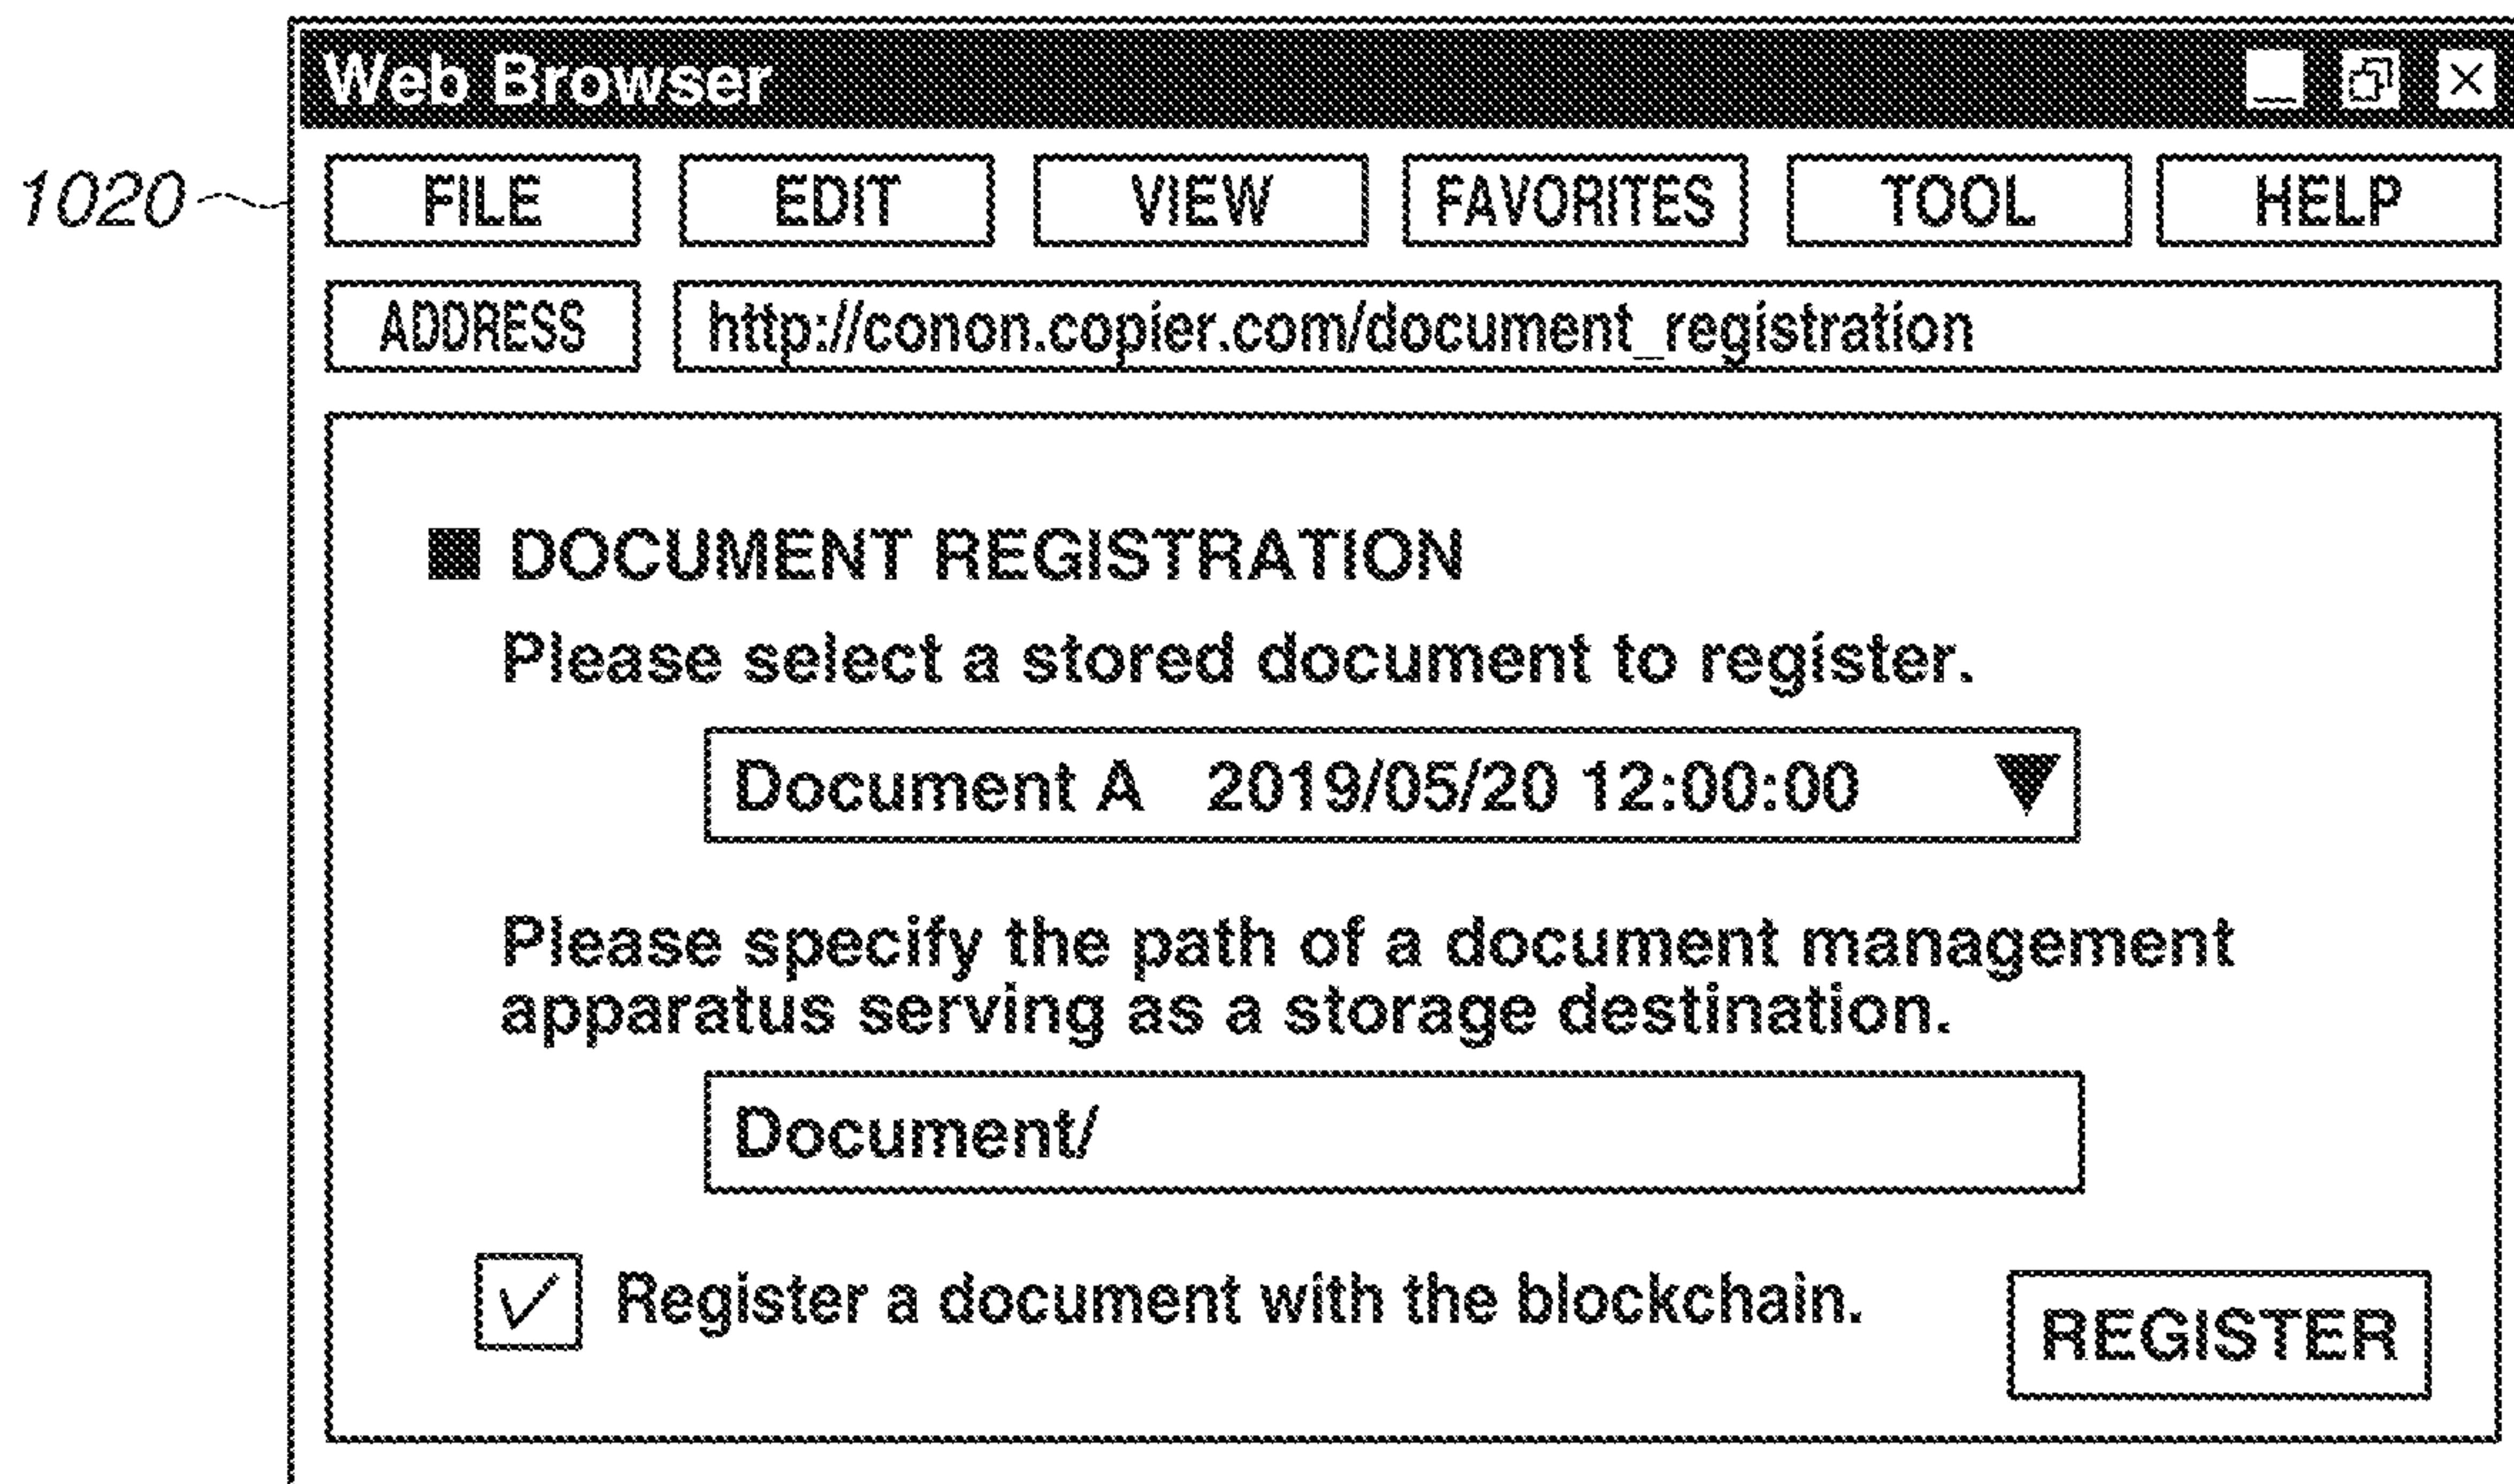 Web Browser
1020
FILE EDIT VIEW FAVORITES TOOL HELP
ADDRESS http://conon.copier.com/document_registration
■ DOCUMENT REGISTRATION
Please select a stored document to register.
Document A 2019/05/20 12:00:00 ▼
Please specify the path of a document management
apparatus serving as a storage destination.
Document/
Register a document with the blockchain.
REGISTER